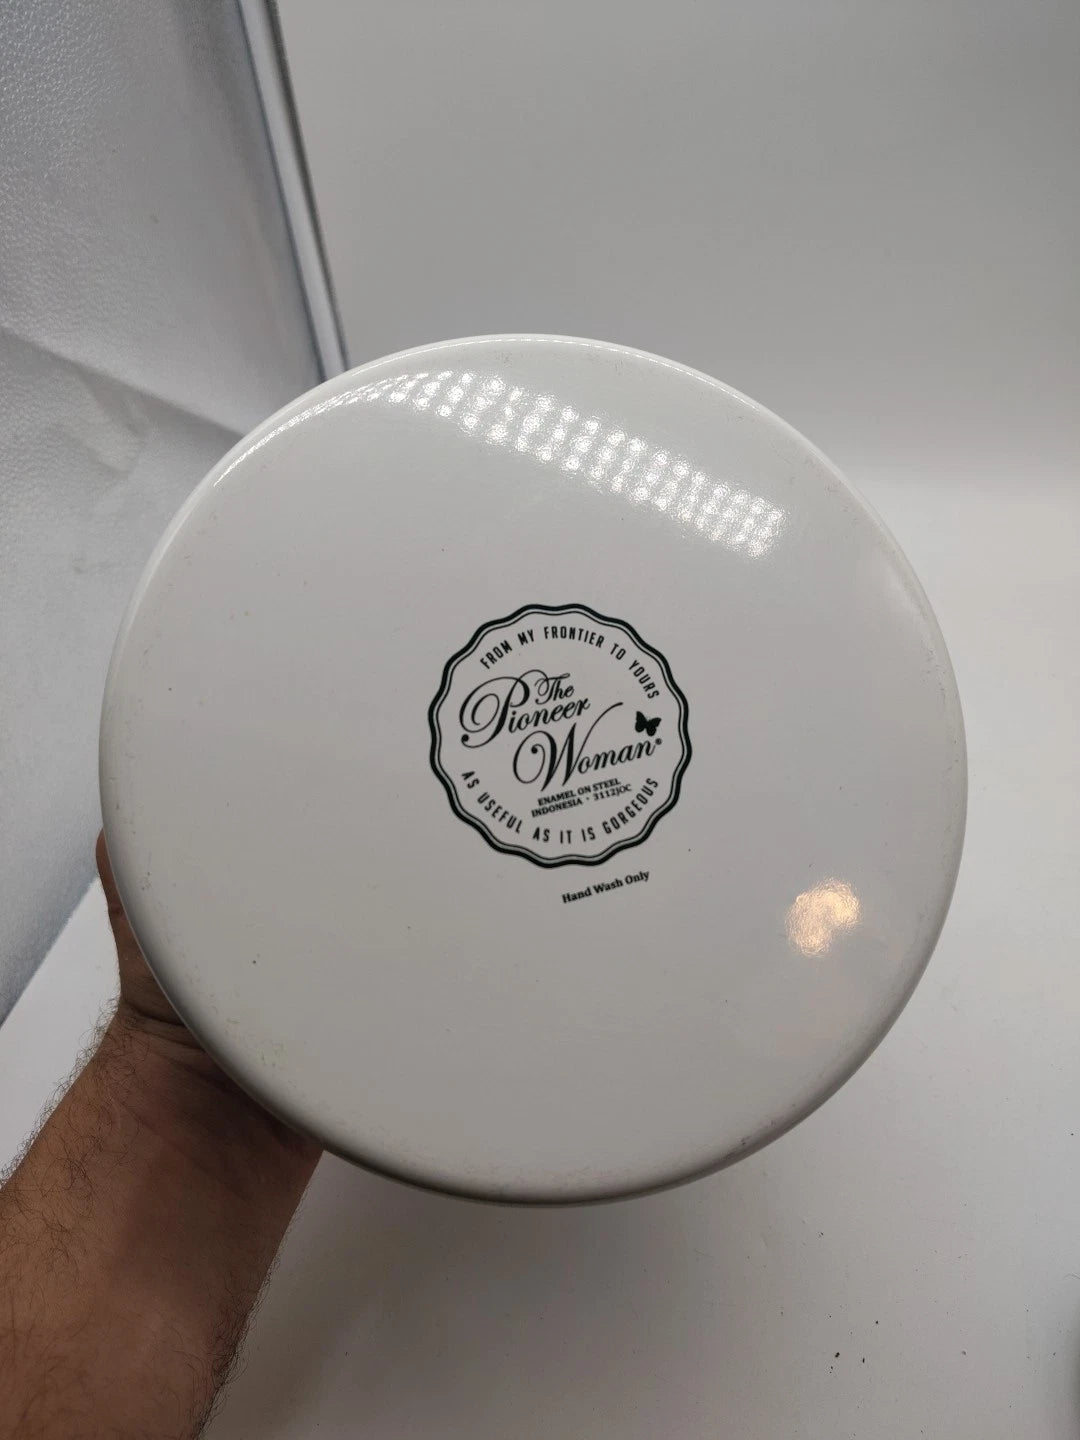 FROM MY FRONTIER TO YOURS
The
Pioneer
Woman®
ENAMEL ON STEEL
INDONESIA • 3112JOC
AS USEFUL AS IT IS GORGEOUS
Hand Wash Only